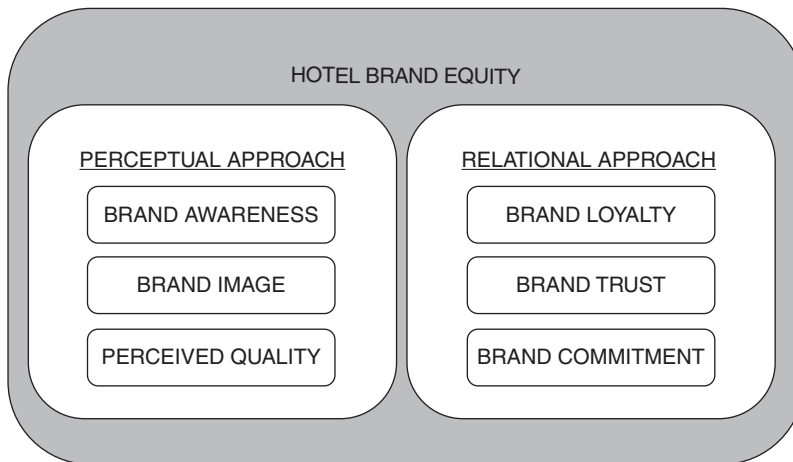 HOTEL BRAND EQUITY
PERCEPTUAL APPROACH
BRAND AWARENESS
BRAND IMAGE
PERCEIVED QUALITY
RELATIONAL APPROACH
BRAND LOYALTY
BRAND TRUST
BRAND COMMITMENT